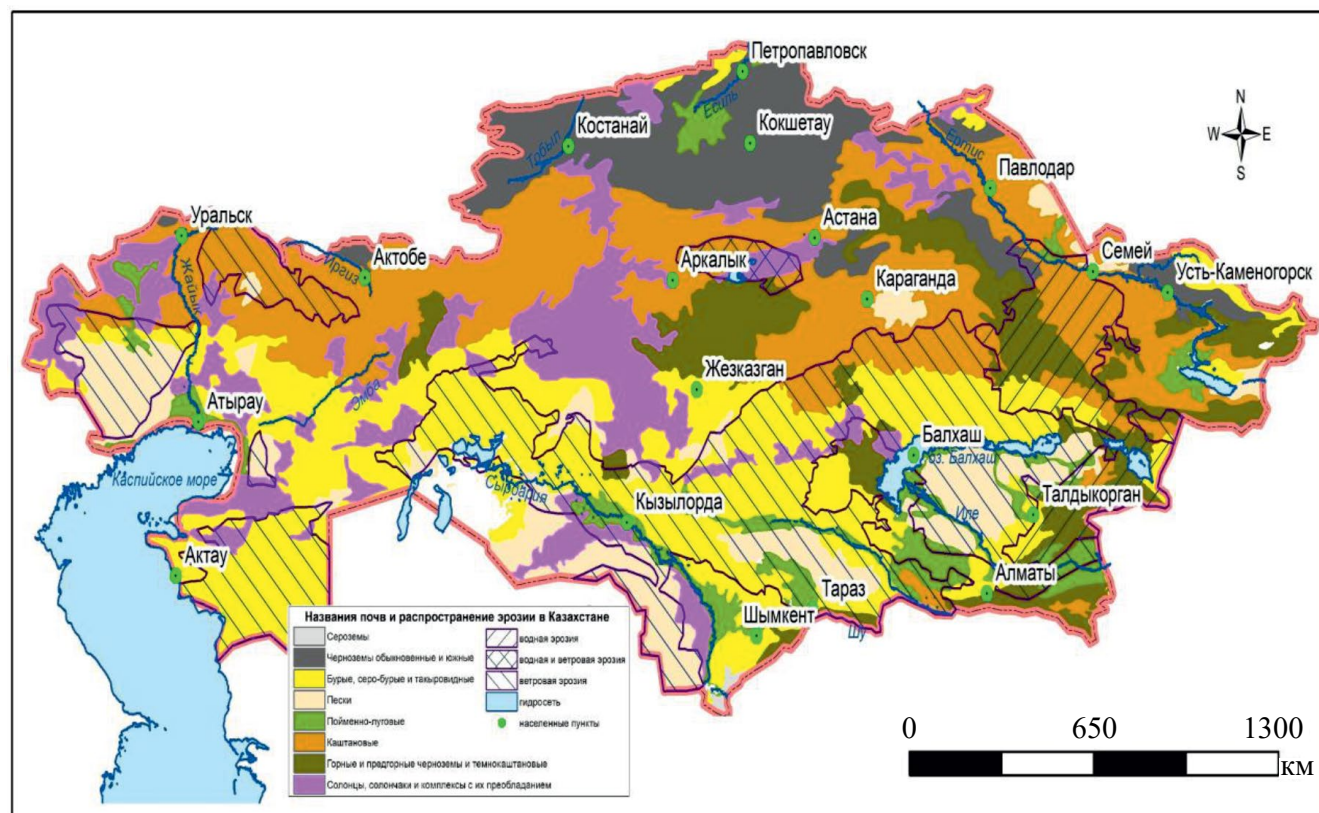 Петропавловск
Есиль
Костанай
Кокшетау
Тобыл
N
W E
S
Ертис
Павлодар
Астана
Уральск
Актобе
Иргиз
Аркалык
Семей
Усть-Каменогорск
Караганда
Жайык
Жезказган
Эмба
Атырау
Балхаш
оз. Балхаш
Каспийское море
Сырдария
Кызылорда
Талдыкорган
Иле
Актау
Тараз
Алматы
Шымкент
Шу
Названия почв и распространение эрозии в Казахстане
Сероземы
Черноземы обыкновенные и южные
Бурые, серо-бурые и такыровидные
Пески
Пойменно-луговые
Каштановые
Горные и предгорные черноземы и темнокаштановые
Солонцы, солончаки и комплексы с их преобладанием
водная эрозия
водная и ветровая эрозия
ветровая эрозия
гидросеть
населенные пункты
0 650 1300
км